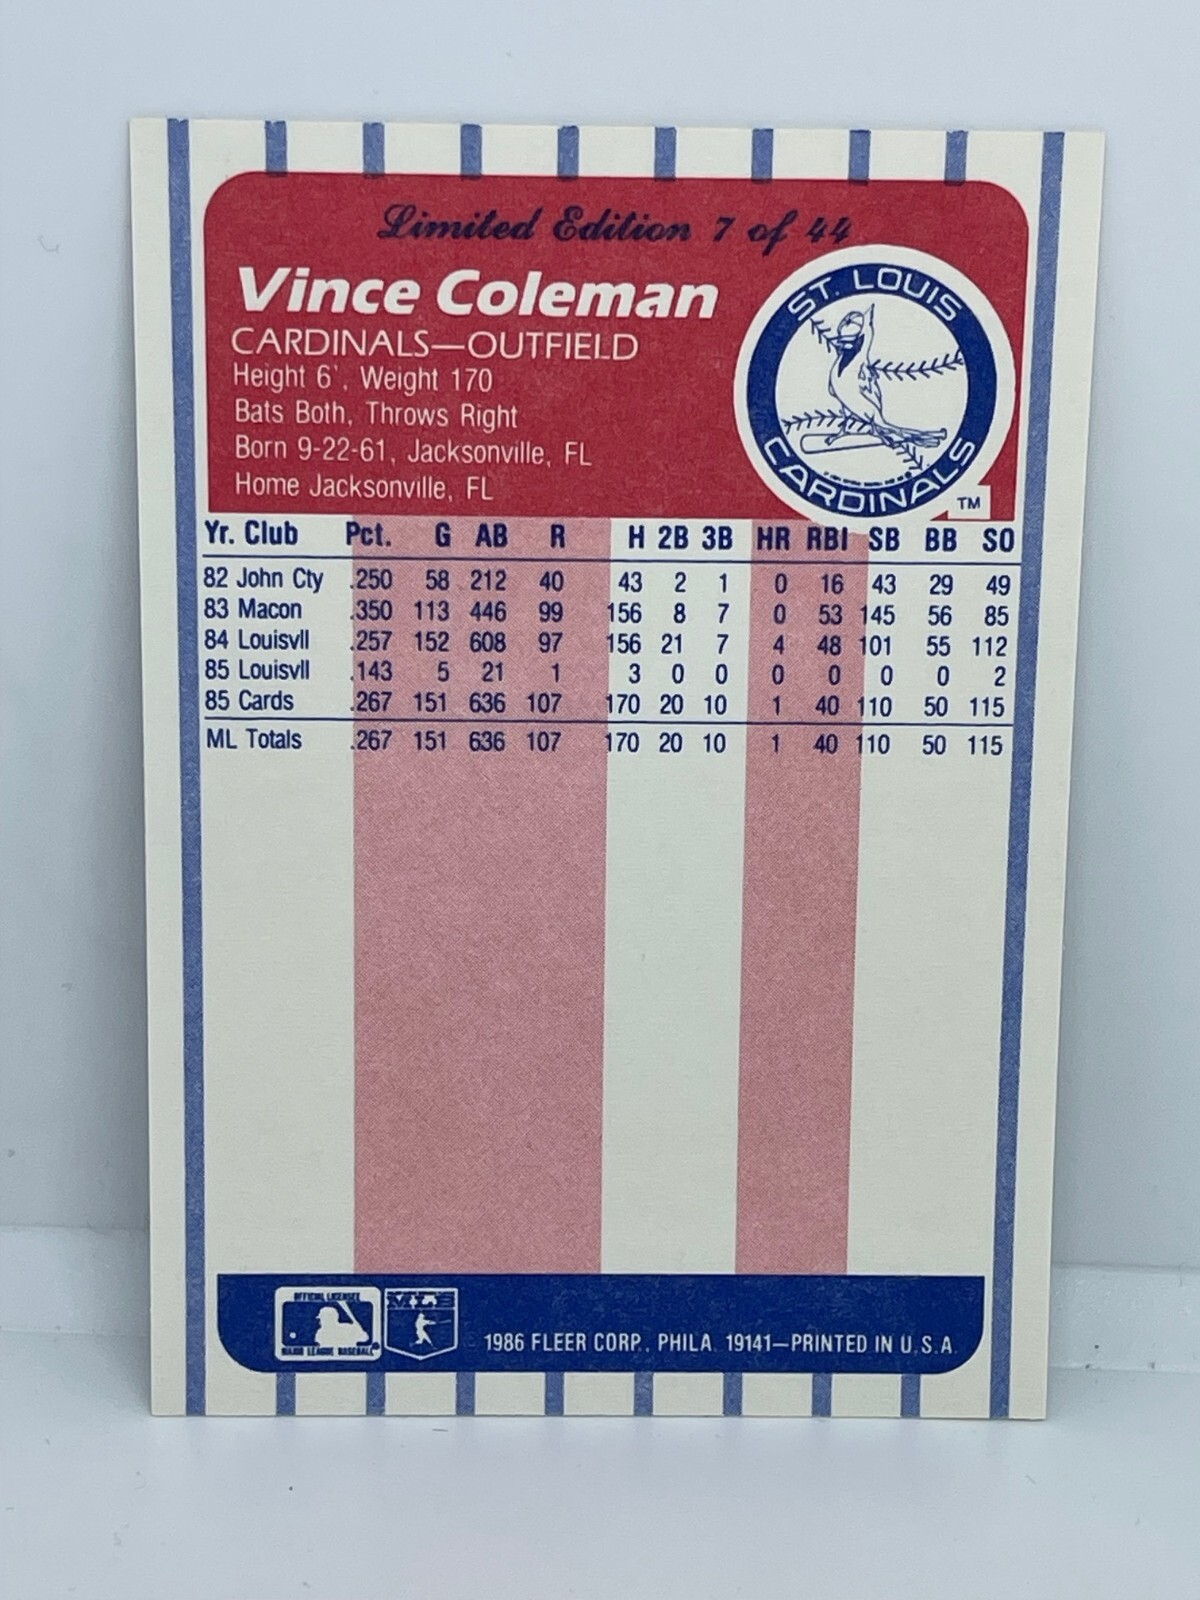 Limited Edition 7 of 44
Vince Coleman
CARDINALS—OUTFIELD
Height 6', Weight 170
Bats Both, Throws Right
Born 9-22-61, Jacksonville, FL
Home Jacksonville, FL
ST. LOUIS
CARDINALS
TM
Yr. Club Pct. G AB R H 2B 3B HR RBI SB BB SO
82 John Cty .250 58 212 40 43 2 1 0 16 43 29 49
83 Macon .350 113 446 99 156 8 7 0 53 145 56 85
84 Louisvll .257 152 608 97 156 21 7 4 48 101 55 112
85 Louisvll .143 5 21 1 3 0 0 0 0 0 0 2
85 Cards .267 151 636 107 170 20 10 1 40 110 50 115
ML Totals .267 151 636 107 170 20 10 1 40 110 50 115
OFFICIAL LICENSEE
MAJOR LEAGUE BASEBALL
1986 FLEER CORP., PHILA. 19141—PRINTED IN U.S.A.